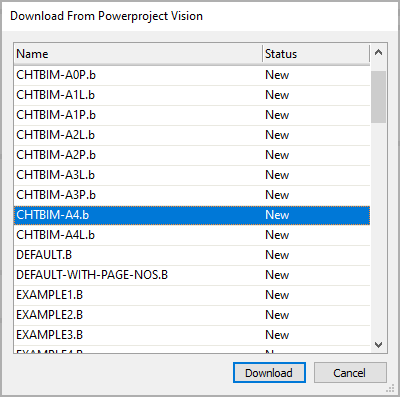 Download From Powerproject Vision
Name Status
CHTBIM-A0P.b New
CHTBIM-A1L.b New
CHTBIM-A1P.b New
CHTBIM-A2L.b New
CHTBIM-A2P.b New
CHTBIM-A3L.b New
CHTBIM-A3P.b New
CHTBIM-A4.b New
CHTBIM-A4L.b New
DEFAULT.B New
DEFAULT-WITH-PAGE-NOS.B New
EXAMPLE1.B New
EXAMPLE2.B New
EXAMPLE3.B New
EXAMPLE4.B New
Download Cancel